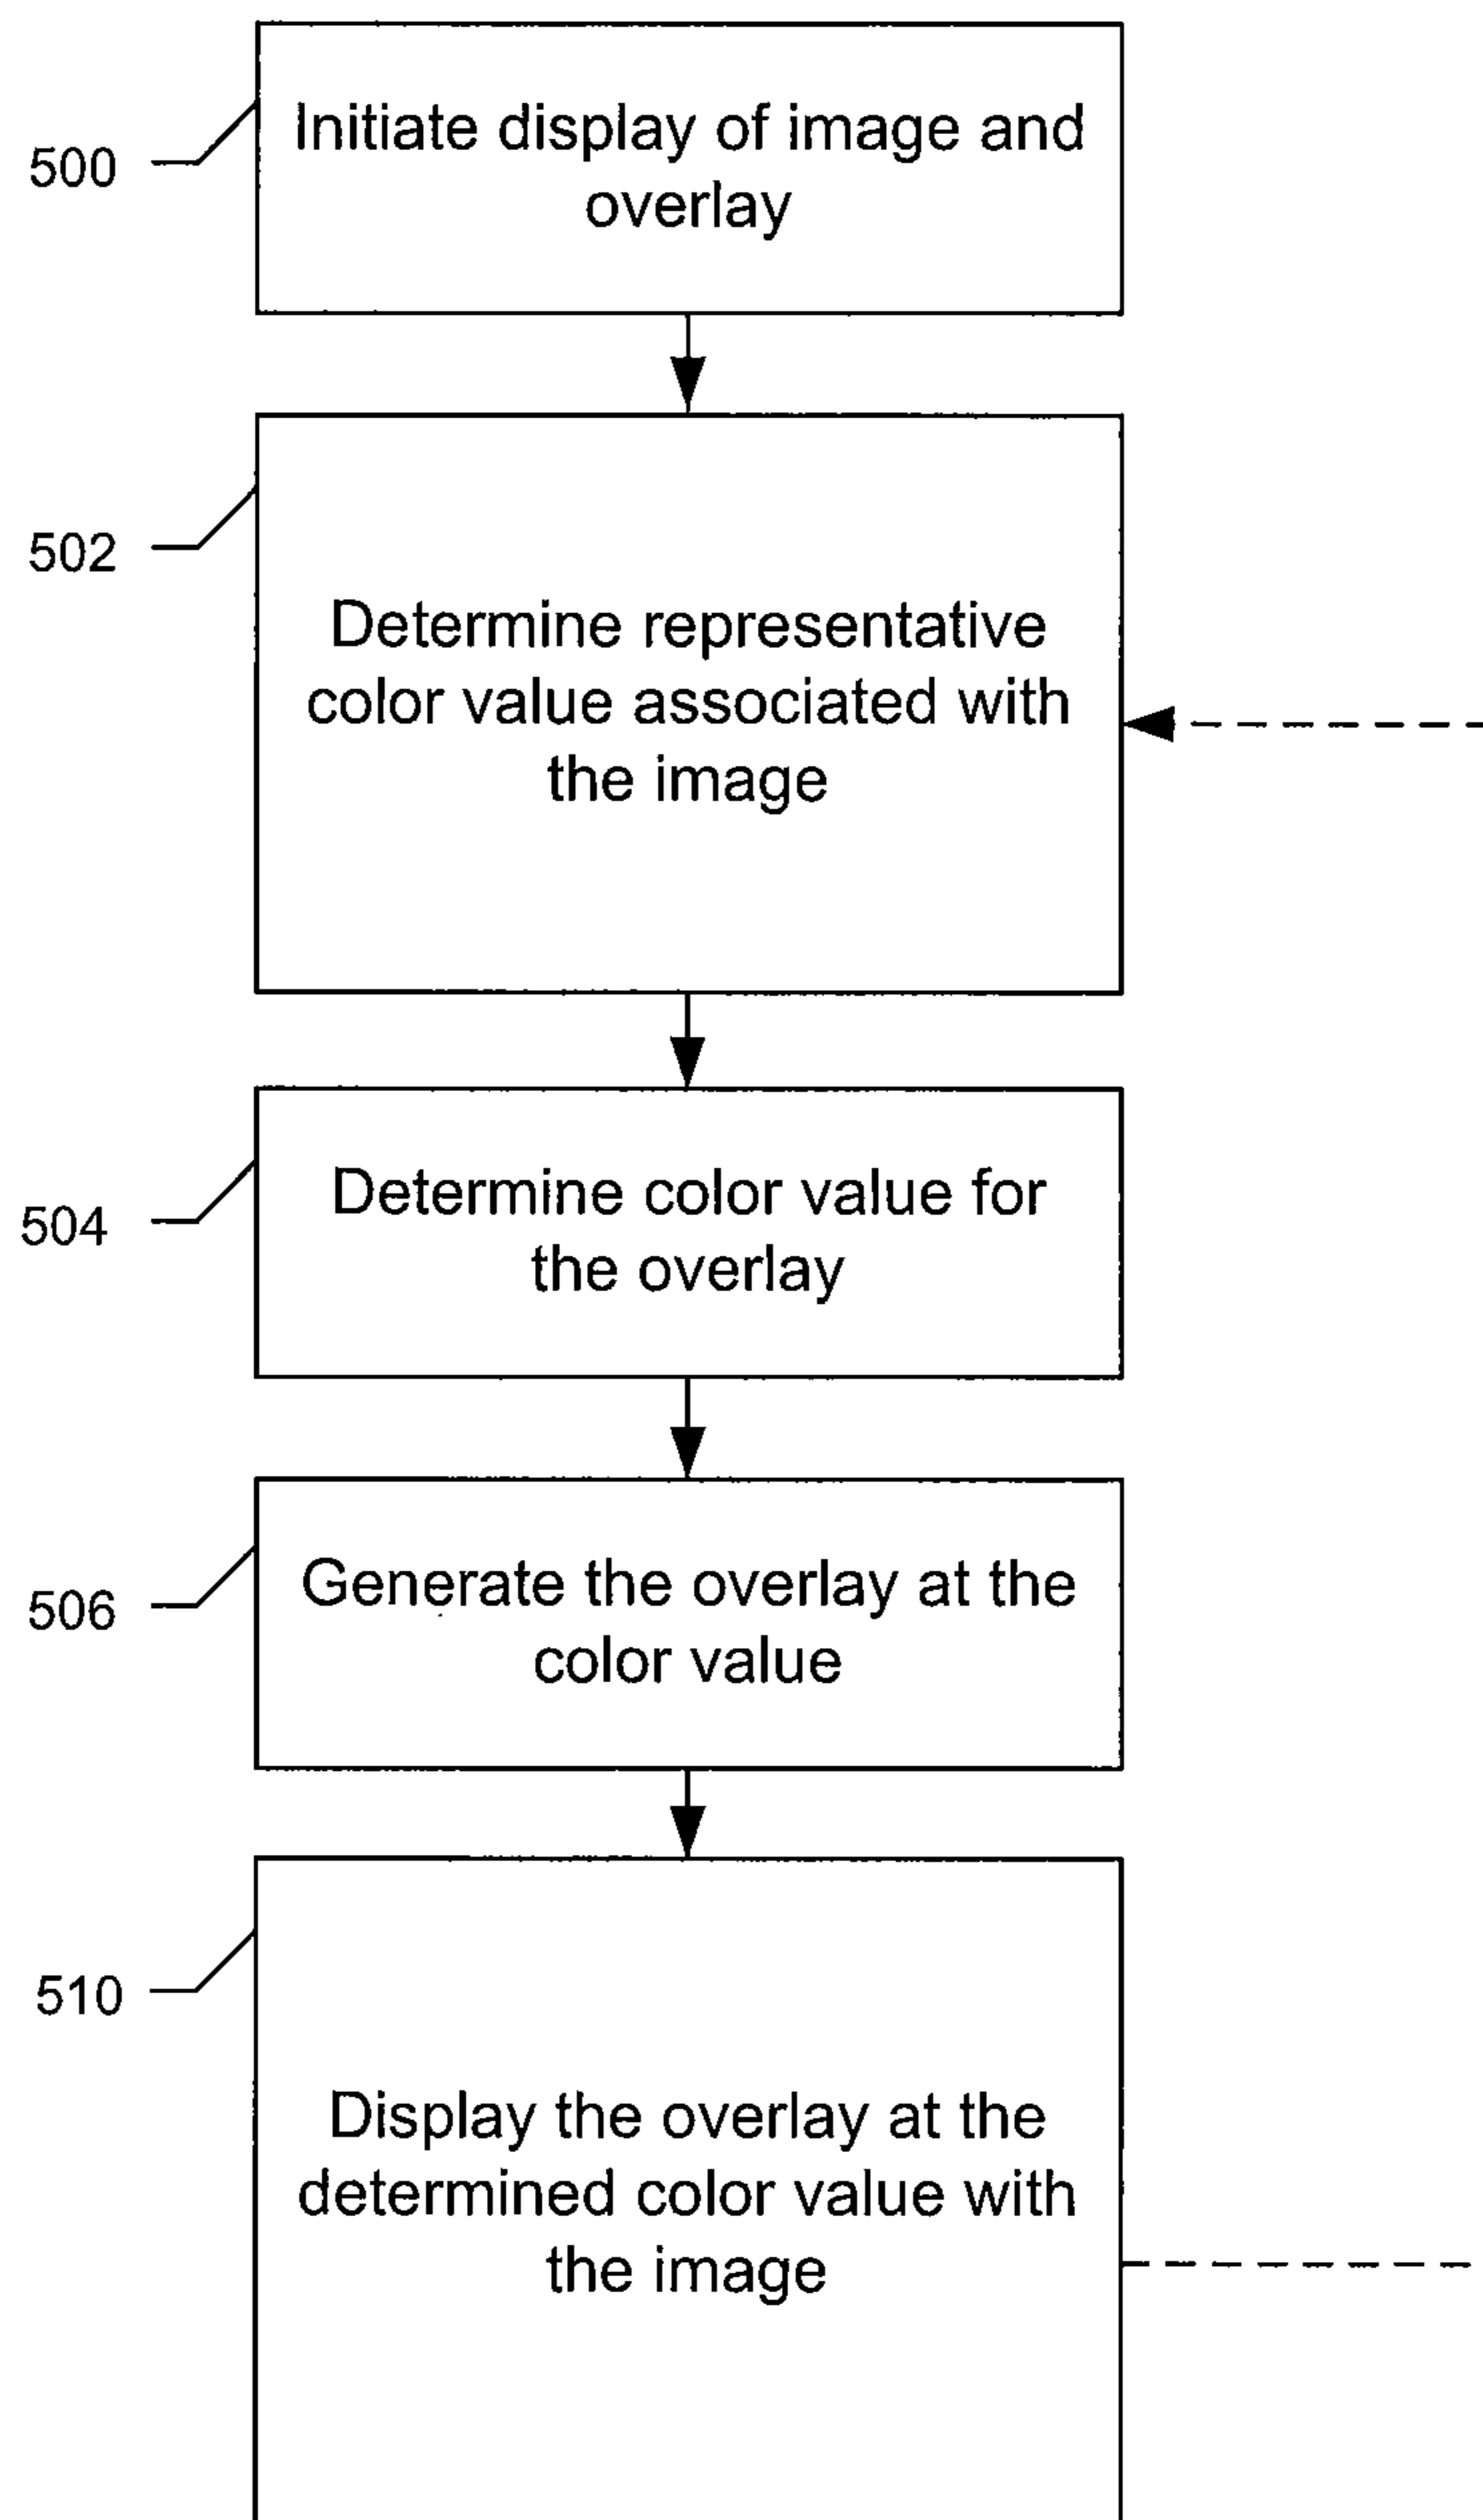 500
Initiate display of image and
overlay
502
Determine representative
color value associated with
the image
504
Determine color value for
the overlay
506
Generate the overlay at the
color value
510
Display the overlay at the
determined color value with
the image